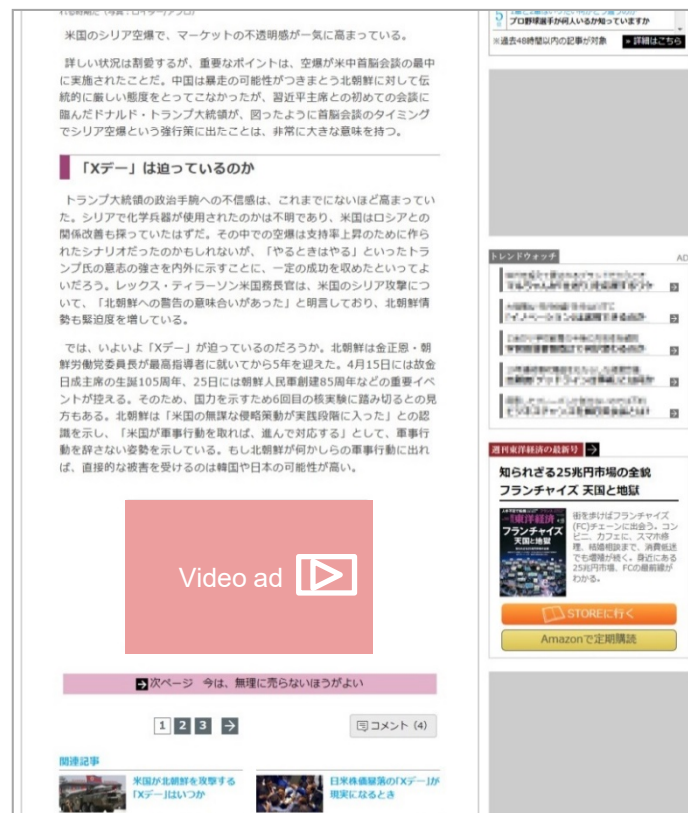 米国のシリア空爆で、マーケットの不透明感が一気に高まっている。
詳しい状況は割愛するが、重要なポイントは、空爆が米中首脳会談の最中
に実施されたことだ。中国は暴走の可能性がつきまとう北朝鮮に対して伝
統的に厳しい態度をとってこなかったが、習近平主席との初めての会談に
臨んだドナルド・トランプ大統領が、図ったように首脳会談のタイミング
でシリア空爆という強行策に出たことは、非常に大きな意味を持つ。
「Xデー」は迫っているのか
トランプ大統領の政治手腕への不信感は、これまでにないほど高まってい
た。シリアで化学兵器が使用されたのかは不明であり、米国はロシアとの
関係改善も探っていたはずだ。その中での空爆は支持率上昇のために作ら
れたシナリオだったのかもしれないが、「やるときはやる」といったトラ
ンプ氏の意志の強さを内外に示すことに、一定の成功を収めたといってよ
いだろう。レックス・ティラーソン米国務長官は、米国のシリア攻撃につ
いて、「北朝鮮への警告の意味合いがあった」と明言しており、北朝鮮情
勢も緊迫度を増している。
では、いよいよ「Xデー」が迫っているのだろうか。北朝鮮は金正恩・朝
鮮労働党委員長が最高指導者に就いてから5年を迎えた。4月15日には故金
日成主席の生誕105周年、25日には朝鮮人民軍創建85周年などの重要イベ
ントが控える。そのため、国力を示すため6回目の核実験に踏み切るとの見
方もある。北朝鮮は「米国の無謀な侵略策動が実践段階に入った」との認
識を示し、「米国が軍事行動を取れば、進んで対応する」として、軍事行
動を辞さない姿勢を示している。もし北朝鮮が何かしらの軍事行動に出れ
ば、直接的な被害を受けるのは韓国や日本の可能性が高い。
Video ad
次ページ 今は、無理に売らないほうがよい
1 2 3
コメント (4)
関連記事
米国が北朝鮮を攻撃する
「Xデー」はいつか
日米株価暴落の「Xデー」が
現実になるとき
5
プロ野球選手が何人いるか知っていますか
※過去48時間以内の記事が対象
詳細はこちら
トレンドウォッチ
AD
週刊東洋経済の最新号
知られざる25兆円市場の全貌
フランチャイズ 天国と地獄
東洋経済
フランチャイズ
天国と地獄
街を歩けばフランチャイズ
(FC)チェーンに出会う。コン
ビニ、カフェに、スマホ修
理、結婚相談まで、消費低迷
でも増殖が続く。身近にある
25兆円市場、FCの最前線が
わかる。
STOREに行く
Amazonで定期購読